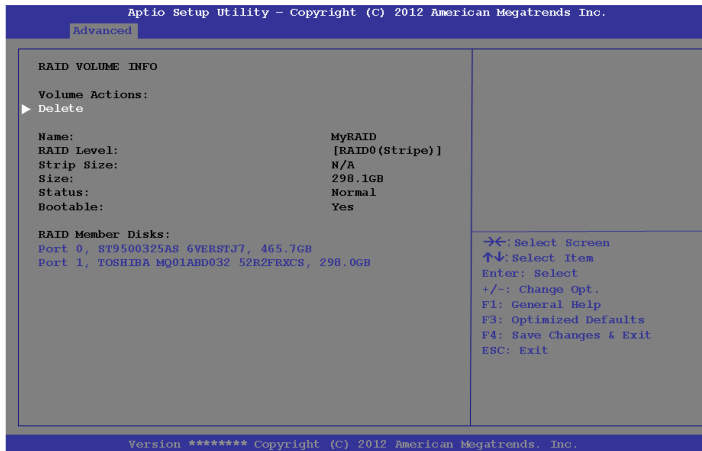 Aptio Setup Utility – Copyright (C) 2012 American Megatrends Inc.
Advanced
RAID VOLUME INFO
Volume Actions:
Delete
Name: MyRAID
RAID Level: [RAID0(Stripe)]
Strip Size: N/A
Size: 298.1GB
Status: Normal
Bootable: Yes
RAID Member Disks:
Port 0, ST9500325AS 6VERSTJ7, 465.7GB
Port 1, TOSHIBA MQ01ABD032 52R2FRXCS, 298.0GB
→←: Select Screen
↑↓: Select Item
Enter: Select
+/-: Change Opt.
F1: General Help
F3: Optimized Defaults
F4: Save Changes & Exit
ESC: Exit
Version ******** Copyright (C) 2012 American Megatrends. Inc.